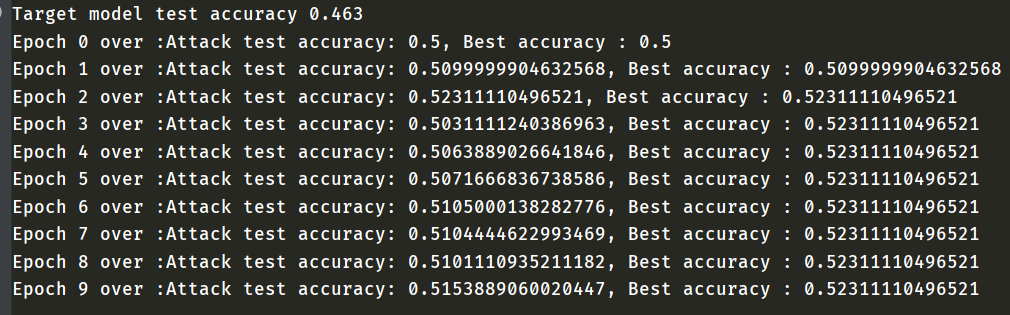 Target model test accuracy 0.463
Epoch 0 over :Attack test accuracy: 0.5, Best accuracy : 0.5
Epoch 1 over :Attack test accuracy: 0.5099999904632568, Best accuracy : 0.5099999904632568
Epoch 2 over :Attack test accuracy: 0.52311110496521, Best accuracy : 0.52311110496521
Epoch 3 over :Attack test accuracy: 0.5031111240386963, Best accuracy : 0.52311110496521
Epoch 4 over :Attack test accuracy: 0.5063889026641846, Best accuracy : 0.52311110496521
Epoch 5 over :Attack test accuracy: 0.5071666836738586, Best accuracy : 0.52311110496521
Epoch 6 over :Attack test accuracy: 0.5105000138282776, Best accuracy : 0.52311110496521
Epoch 7 over :Attack test accuracy: 0.5104444622993469, Best accuracy : 0.52311110496521
Epoch 8 over :Attack test accuracy: 0.5101110935211182, Best accuracy : 0.52311110496521
Epoch 9 over :Attack test accuracy: 0.5153889060020447, Best accuracy : 0.52311110496521